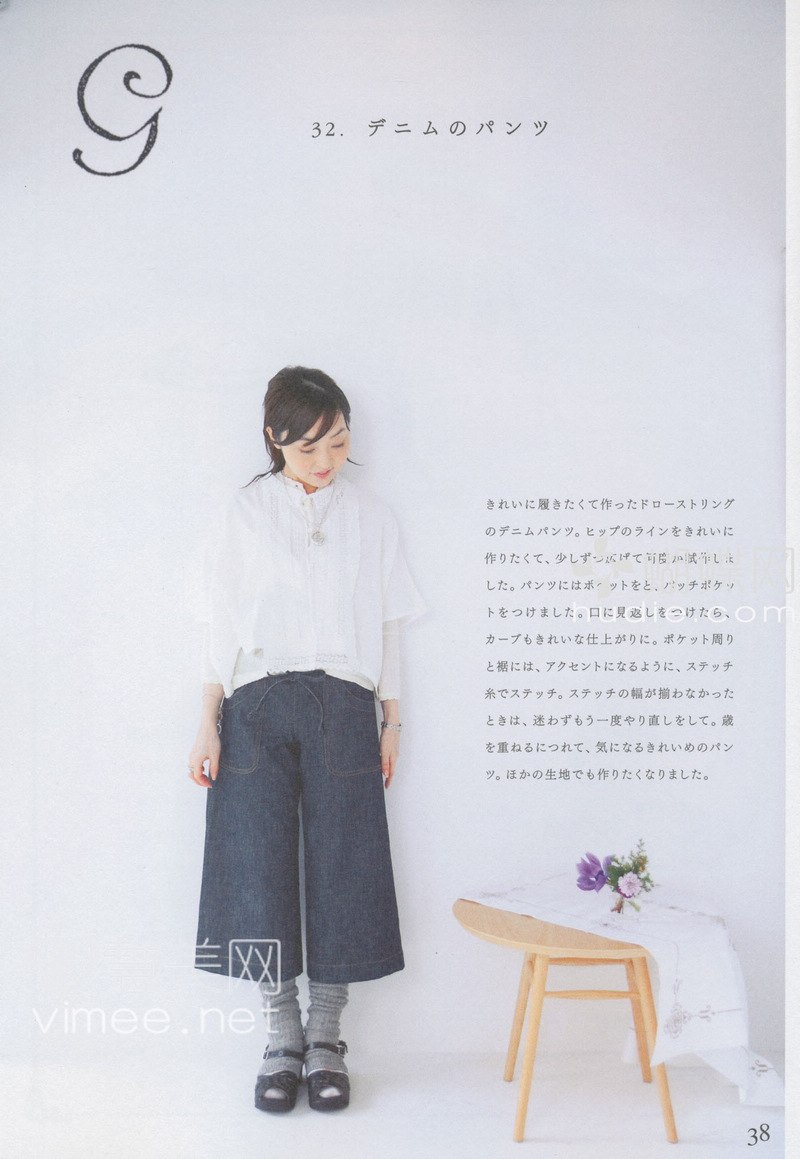 G
32. デニムのパンツ
きれいに履きたくて作ったドローストリング
のデニムパンツ。ヒップのラインをきれいに
作りたくて、少しずつ広げて何度か試作しま
した。パンツにはポケットをと、パッチポケッ
トをつけました。口に見返しをつけたら、
カーブもきれいな仕上がりに。ポケット周り
と裾には、アクセントになるように、ステッチ
糸でステッチ。ステッチの幅が揃わなかった
ときは、迷わずもう一度やり直しをして。歳
を重ねるにつれて、気になるきれいめのパン
ツ。ほかの生地でも作りたくなりました。
网
hudie.com
网
vimee.net
38